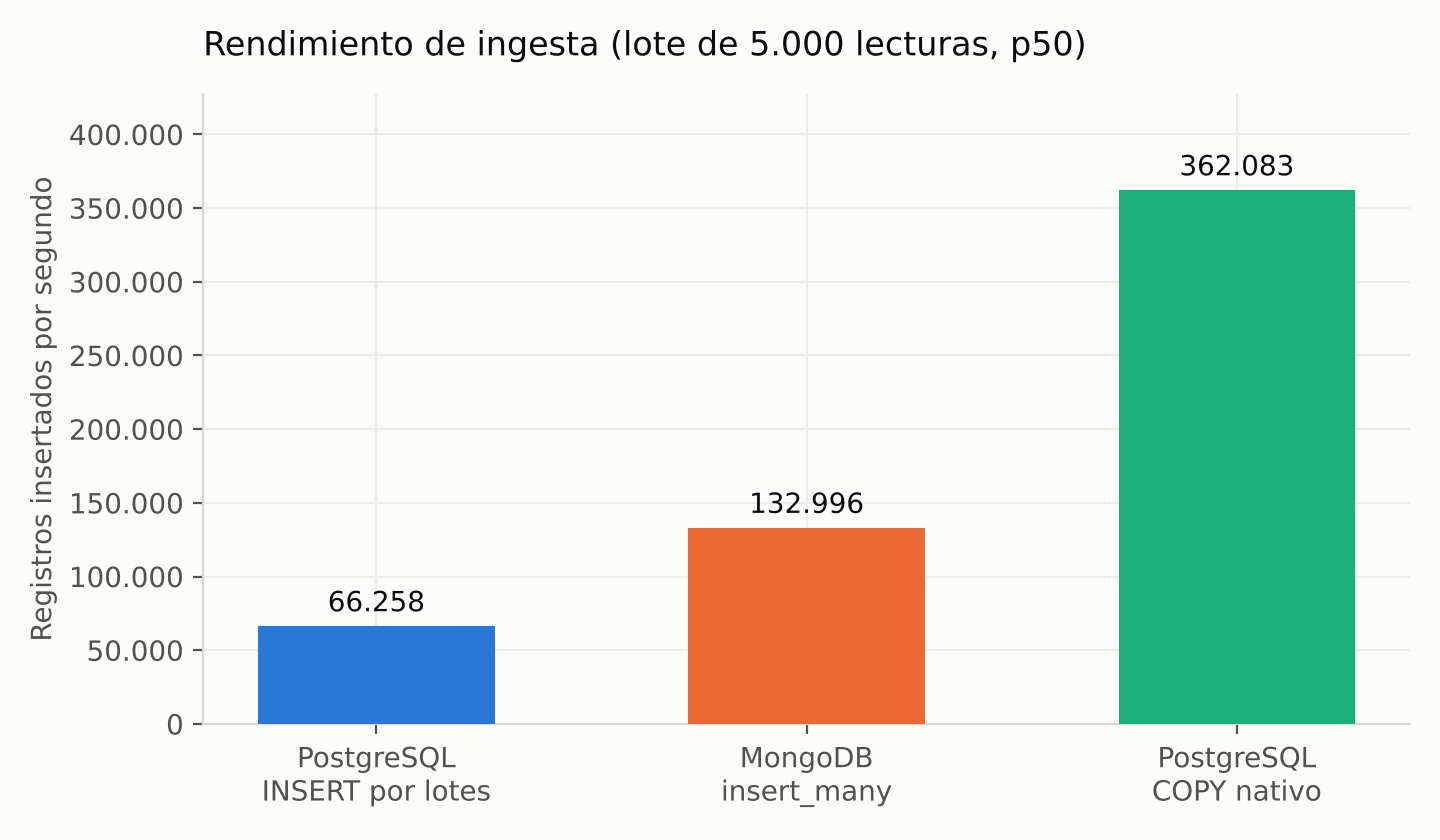 Rendimiento de ingesta (lote de 5.000 lecturas, p50)
Registros insertados por segundo
400.000
350.000
300.000
250.000
200.000
150.000
100.000
50.000
0
66.258
132.996
362.083
PostgreSQL
INSERT por lotes
MongoDB
insert_many
PostgreSQL
COPY nativo